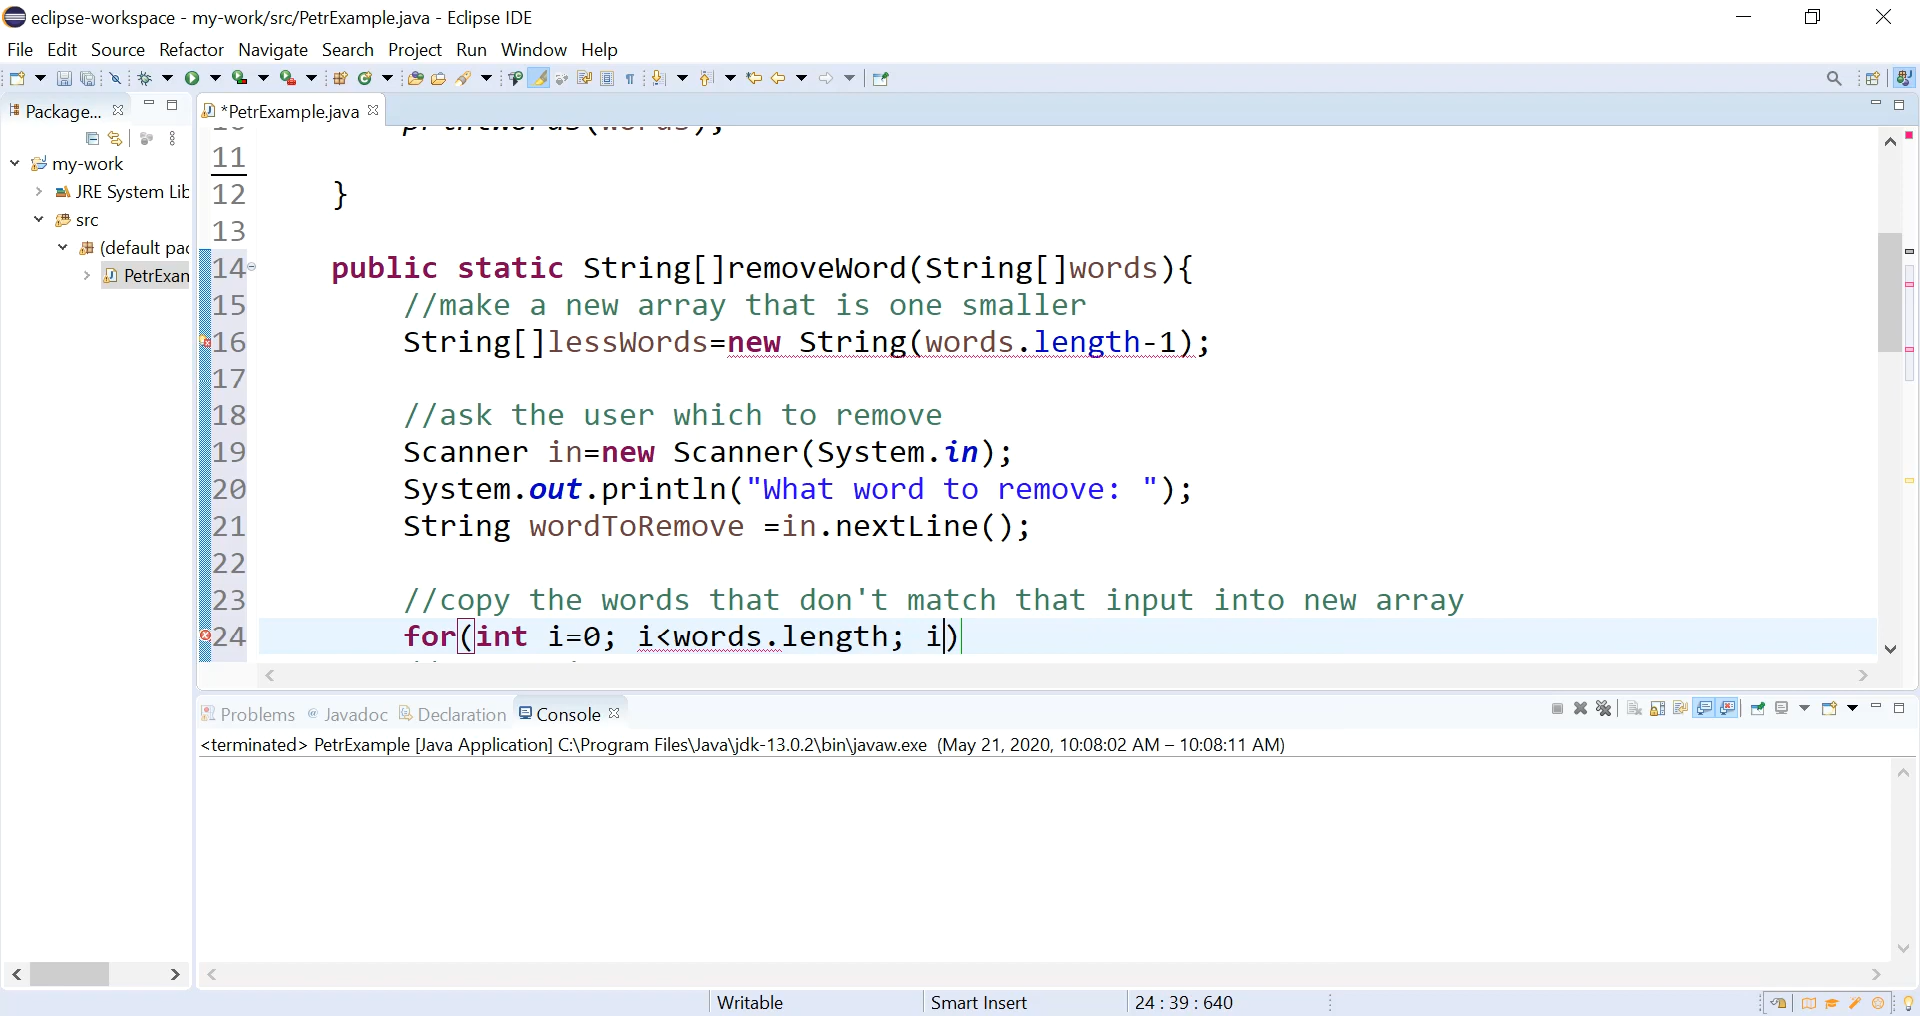 eclipse-workspace - my-work/src/PetrExample.java - Eclipse IDE
File Edit Source Refactor Navigate Search Project Run Window Help
Package...
*PetrExample.java
my-work
JRE System Lib
src
(default pac
PetrExan
11
12 }
13
14 public static String[]removeWord(String[]words){
15 //make a new array that is one smaller
16 String[]lessWords=new String(words.length-1);
17
18 //ask the user which to remove
19 Scanner in=new Scanner(System.in);
20 System.out.println("What word to remove: ");
21 String wordToRemove =in.nextLine();
22
23 //copy the words that don't match that input into new array
24 for(int i=0; i<words.length; i)
Problems Javadoc Declaration Console
<terminated> PetrExample [Java Application] C:\Program Files\Java\jdk-13.0.2\bin\javaw.exe (May 21, 2020, 10:08:02 AM – 10:08:11 AM)
Writable Smart Insert 24 : 39 : 640